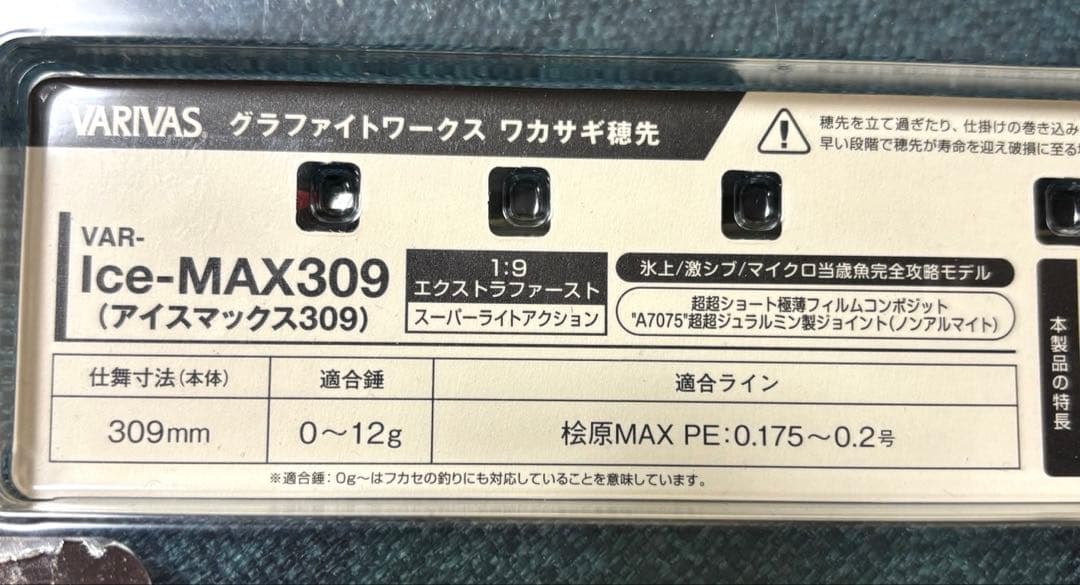 VARIVAS® グラファイトワークス ワカサギ穂先
穂先を立て過ぎたり、仕掛けの巻き込み
早い段階で穂先が寿命を迎え破損に至る
VAR-
Ice-MAX309
(アイスマックス309)
1:9
エクストラファースト
スーパーライトアクション
氷上/激シブ/マイクロ当歳魚完全攻略モデル
超超ショート極薄フィルムコンポジット
"A7075"超超ジュラルミン製ジョイント(ノンアルマイト)
本製品の特長
仕舞寸法(本体) 適合錘 適合ライン
309mm 0〜12g 桧原MAX PE:0.175〜0.2号
※適合錘:0g〜はフカセの釣りにも対応していることを意味しています。